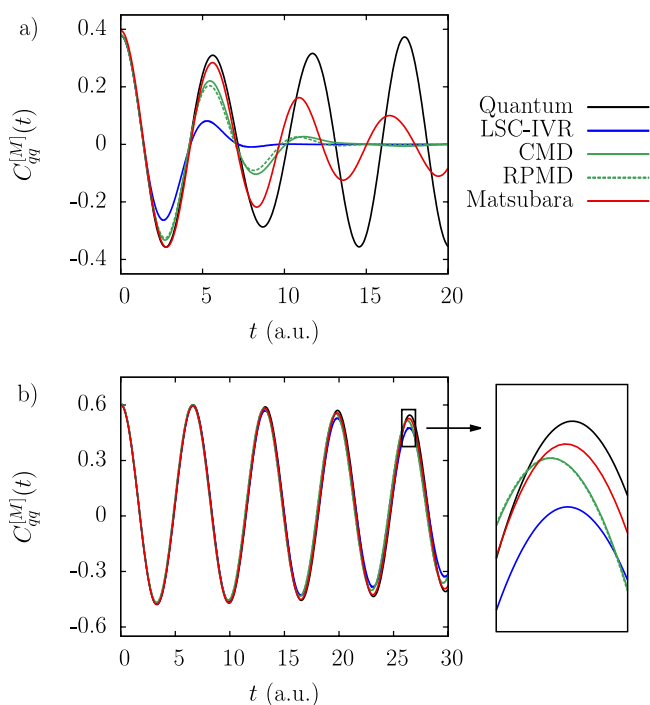 a)
0.4
0.2
0
-0.2
-0.4
C_{qq}^{[M]}(t)
0 5 10 15 20
t (a.u.)
Quantum
LSC-IVR
CMD
RPMD
Matsubara
b)
0.6
0.3
0
-0.3
-0.6
C_{qq}^{[M]}(t)
0 5 10 15 20 25 30
t (a.u.)